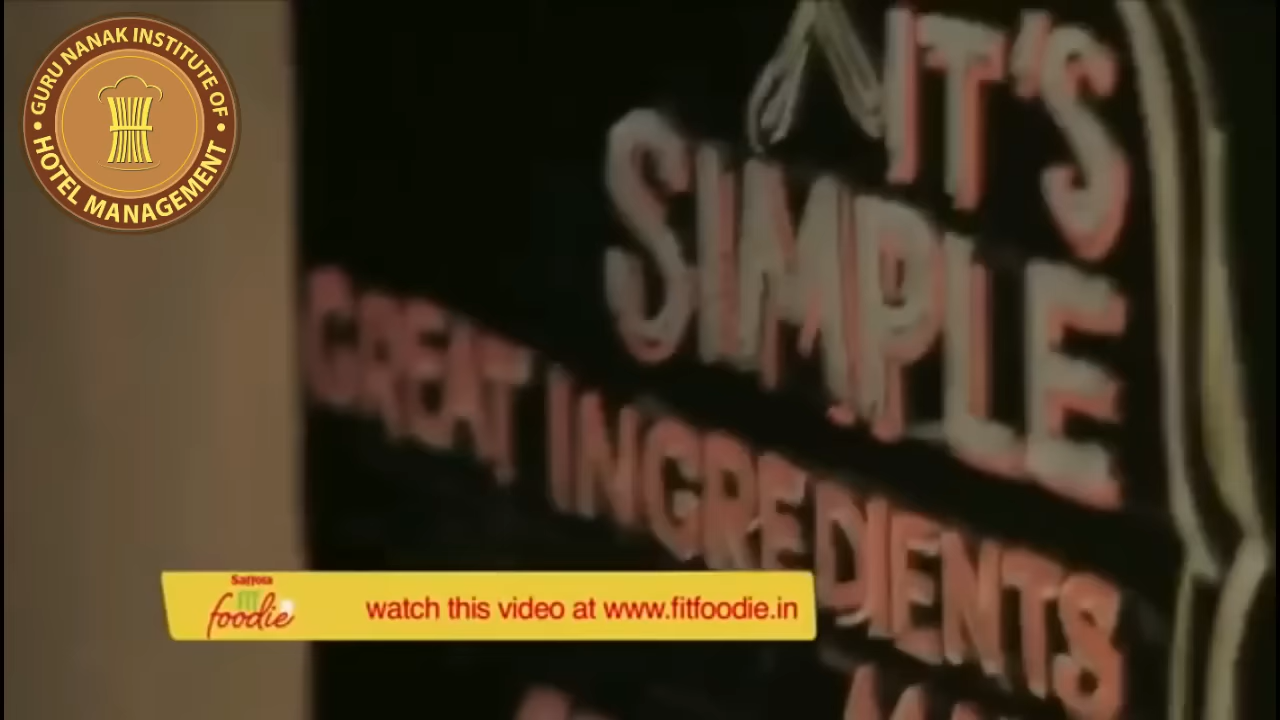 GURU NANAK INSTITUTE OF
HOTEL MANAGEMENT
IT'S
SIMPLE
GREAT INGREDIENTS
Saffola
FIT
foodie
watch this video at www.fitfoodie.in